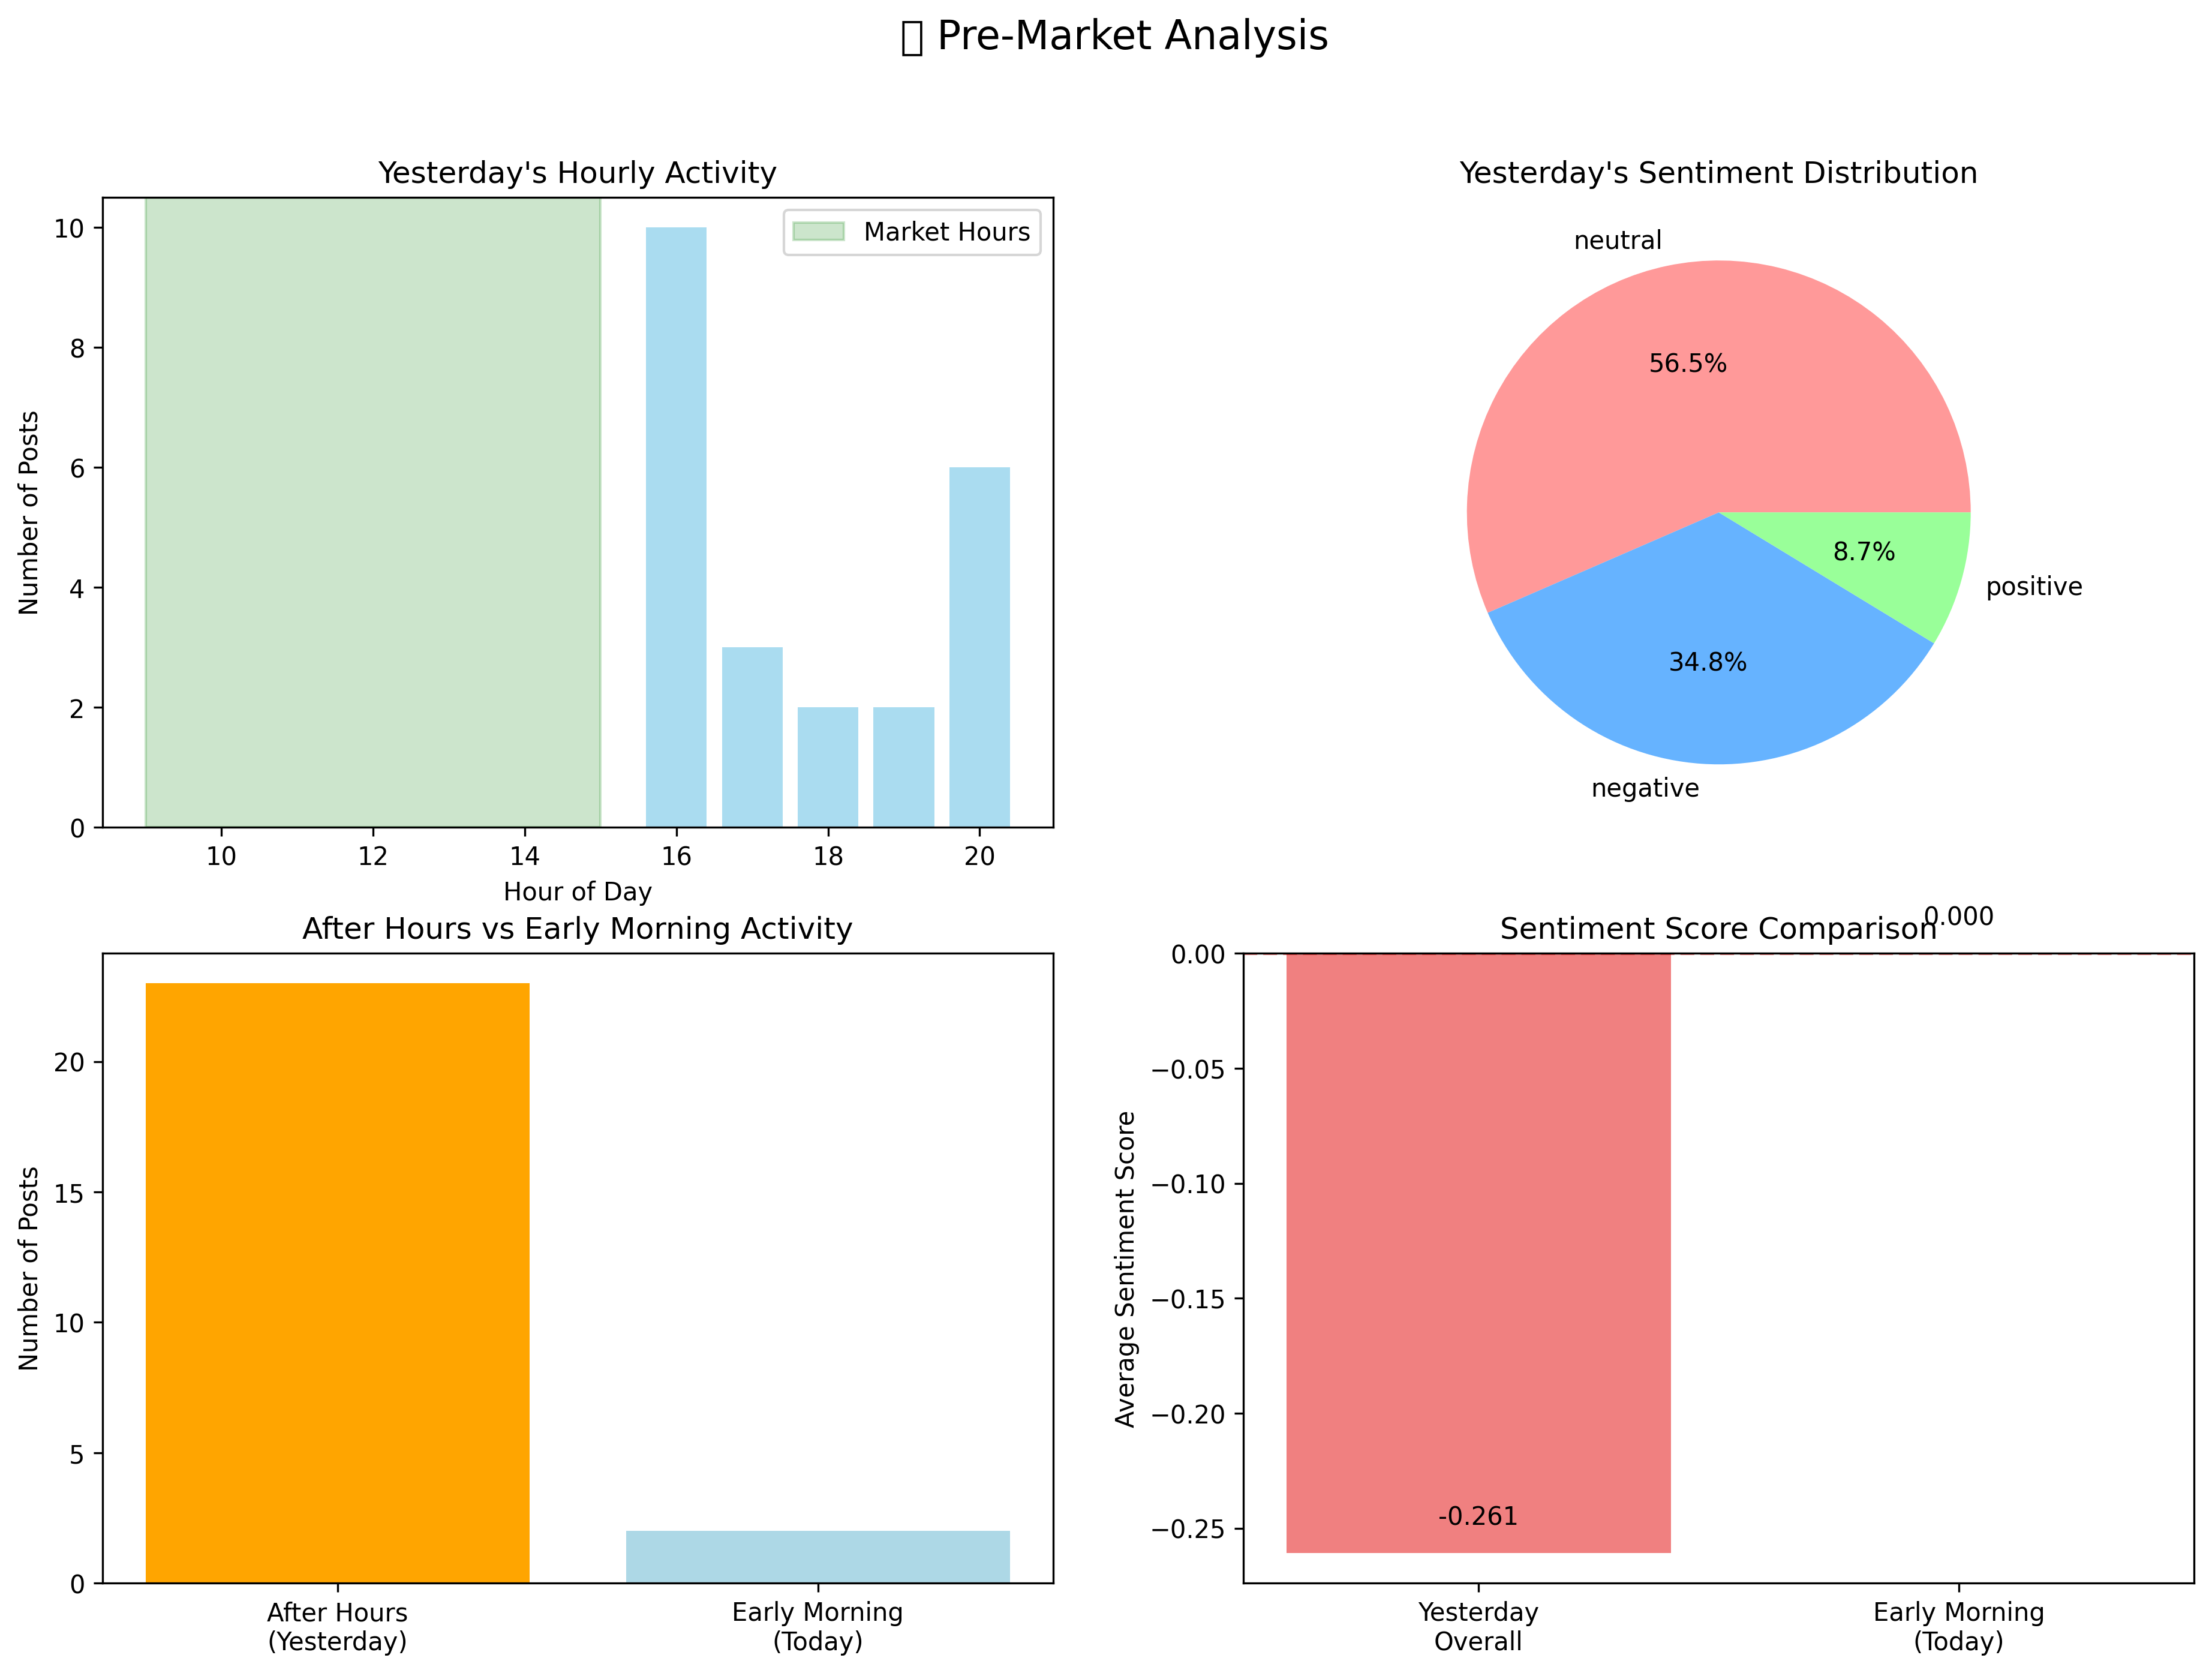 Pre-Market Analysis
Yesterday's Hourly Activity
Market Hours
Number of Posts
10
8
6
4
2
0
10 12 14 16 18 20
Hour of Day
Yesterday's Sentiment Distribution
neutral
56.5%
8.7%
positive
34.8%
negative
After Hours vs Early Morning Activity
Number of Posts
20
15
10
5
0
After Hours
(Yesterday)
Early Morning
(Today)
Sentiment Score Comparison
0.000
Average Sentiment Score
0.00
−0.05
−0.10
−0.15
−0.20
−0.25
-0.261
Yesterday
Overall
Early Morning
(Today)